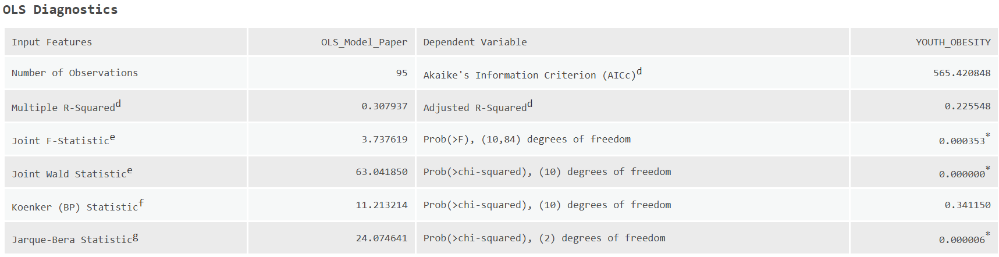 OLS Diagnostics
Input Features OLS_Model_Paper Dependent Variable YOUTH_OBESITY
Number of Observations 95 Akaike's Information Criterion (AICc)d 565.420848
Multiple R-Squaredd 0.307937 Adjusted R-Squaredd 0.225548
Joint F-Statistice 3.737619 Prob(>F), (10,84) degrees of freedom 0.000353*
Joint Wald Statistice 63.041850 Prob(>chi-squared), (10) degrees of freedom 0.000000*
Koenker (BP) Statisticf 11.213214 Prob(>chi-squared), (10) degrees of freedom 0.341150
Jarque-Bera Statisticg 24.074641 Prob(>chi-squared), (2) degrees of freedom 0.000006*